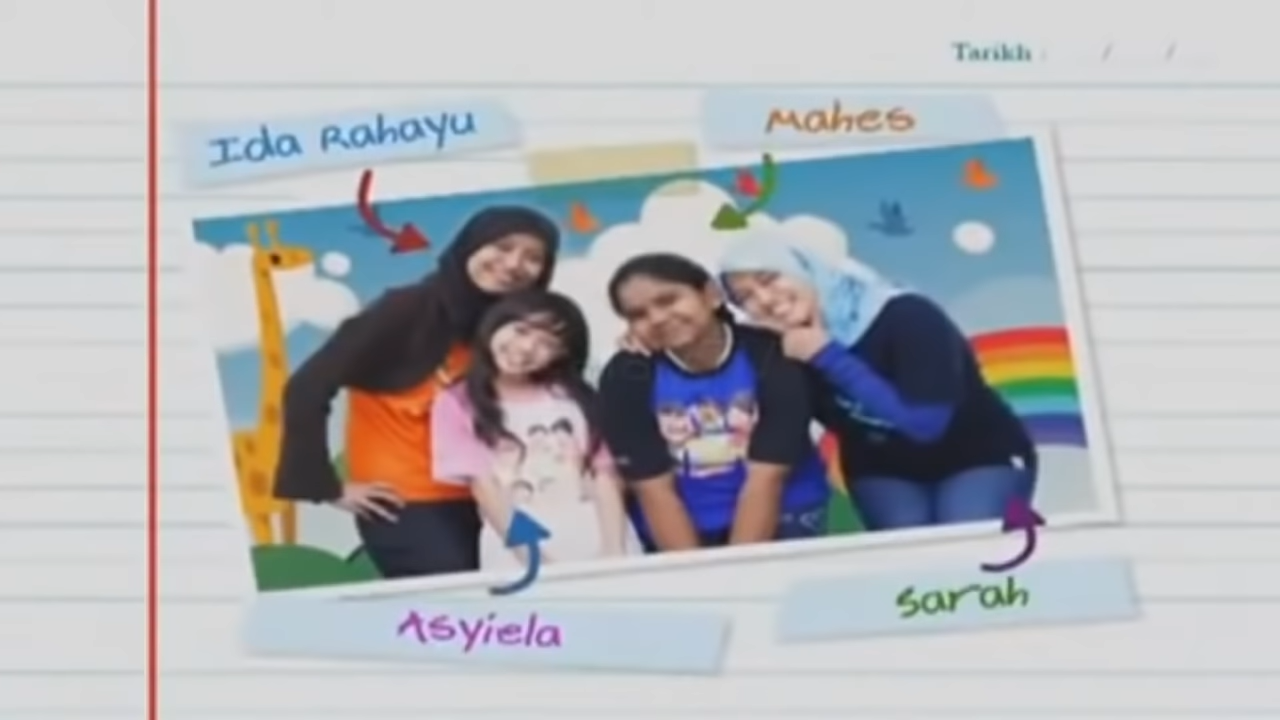 Tarikh : / /
Ida Rahayu
Mahes
Asyiela
Sarah